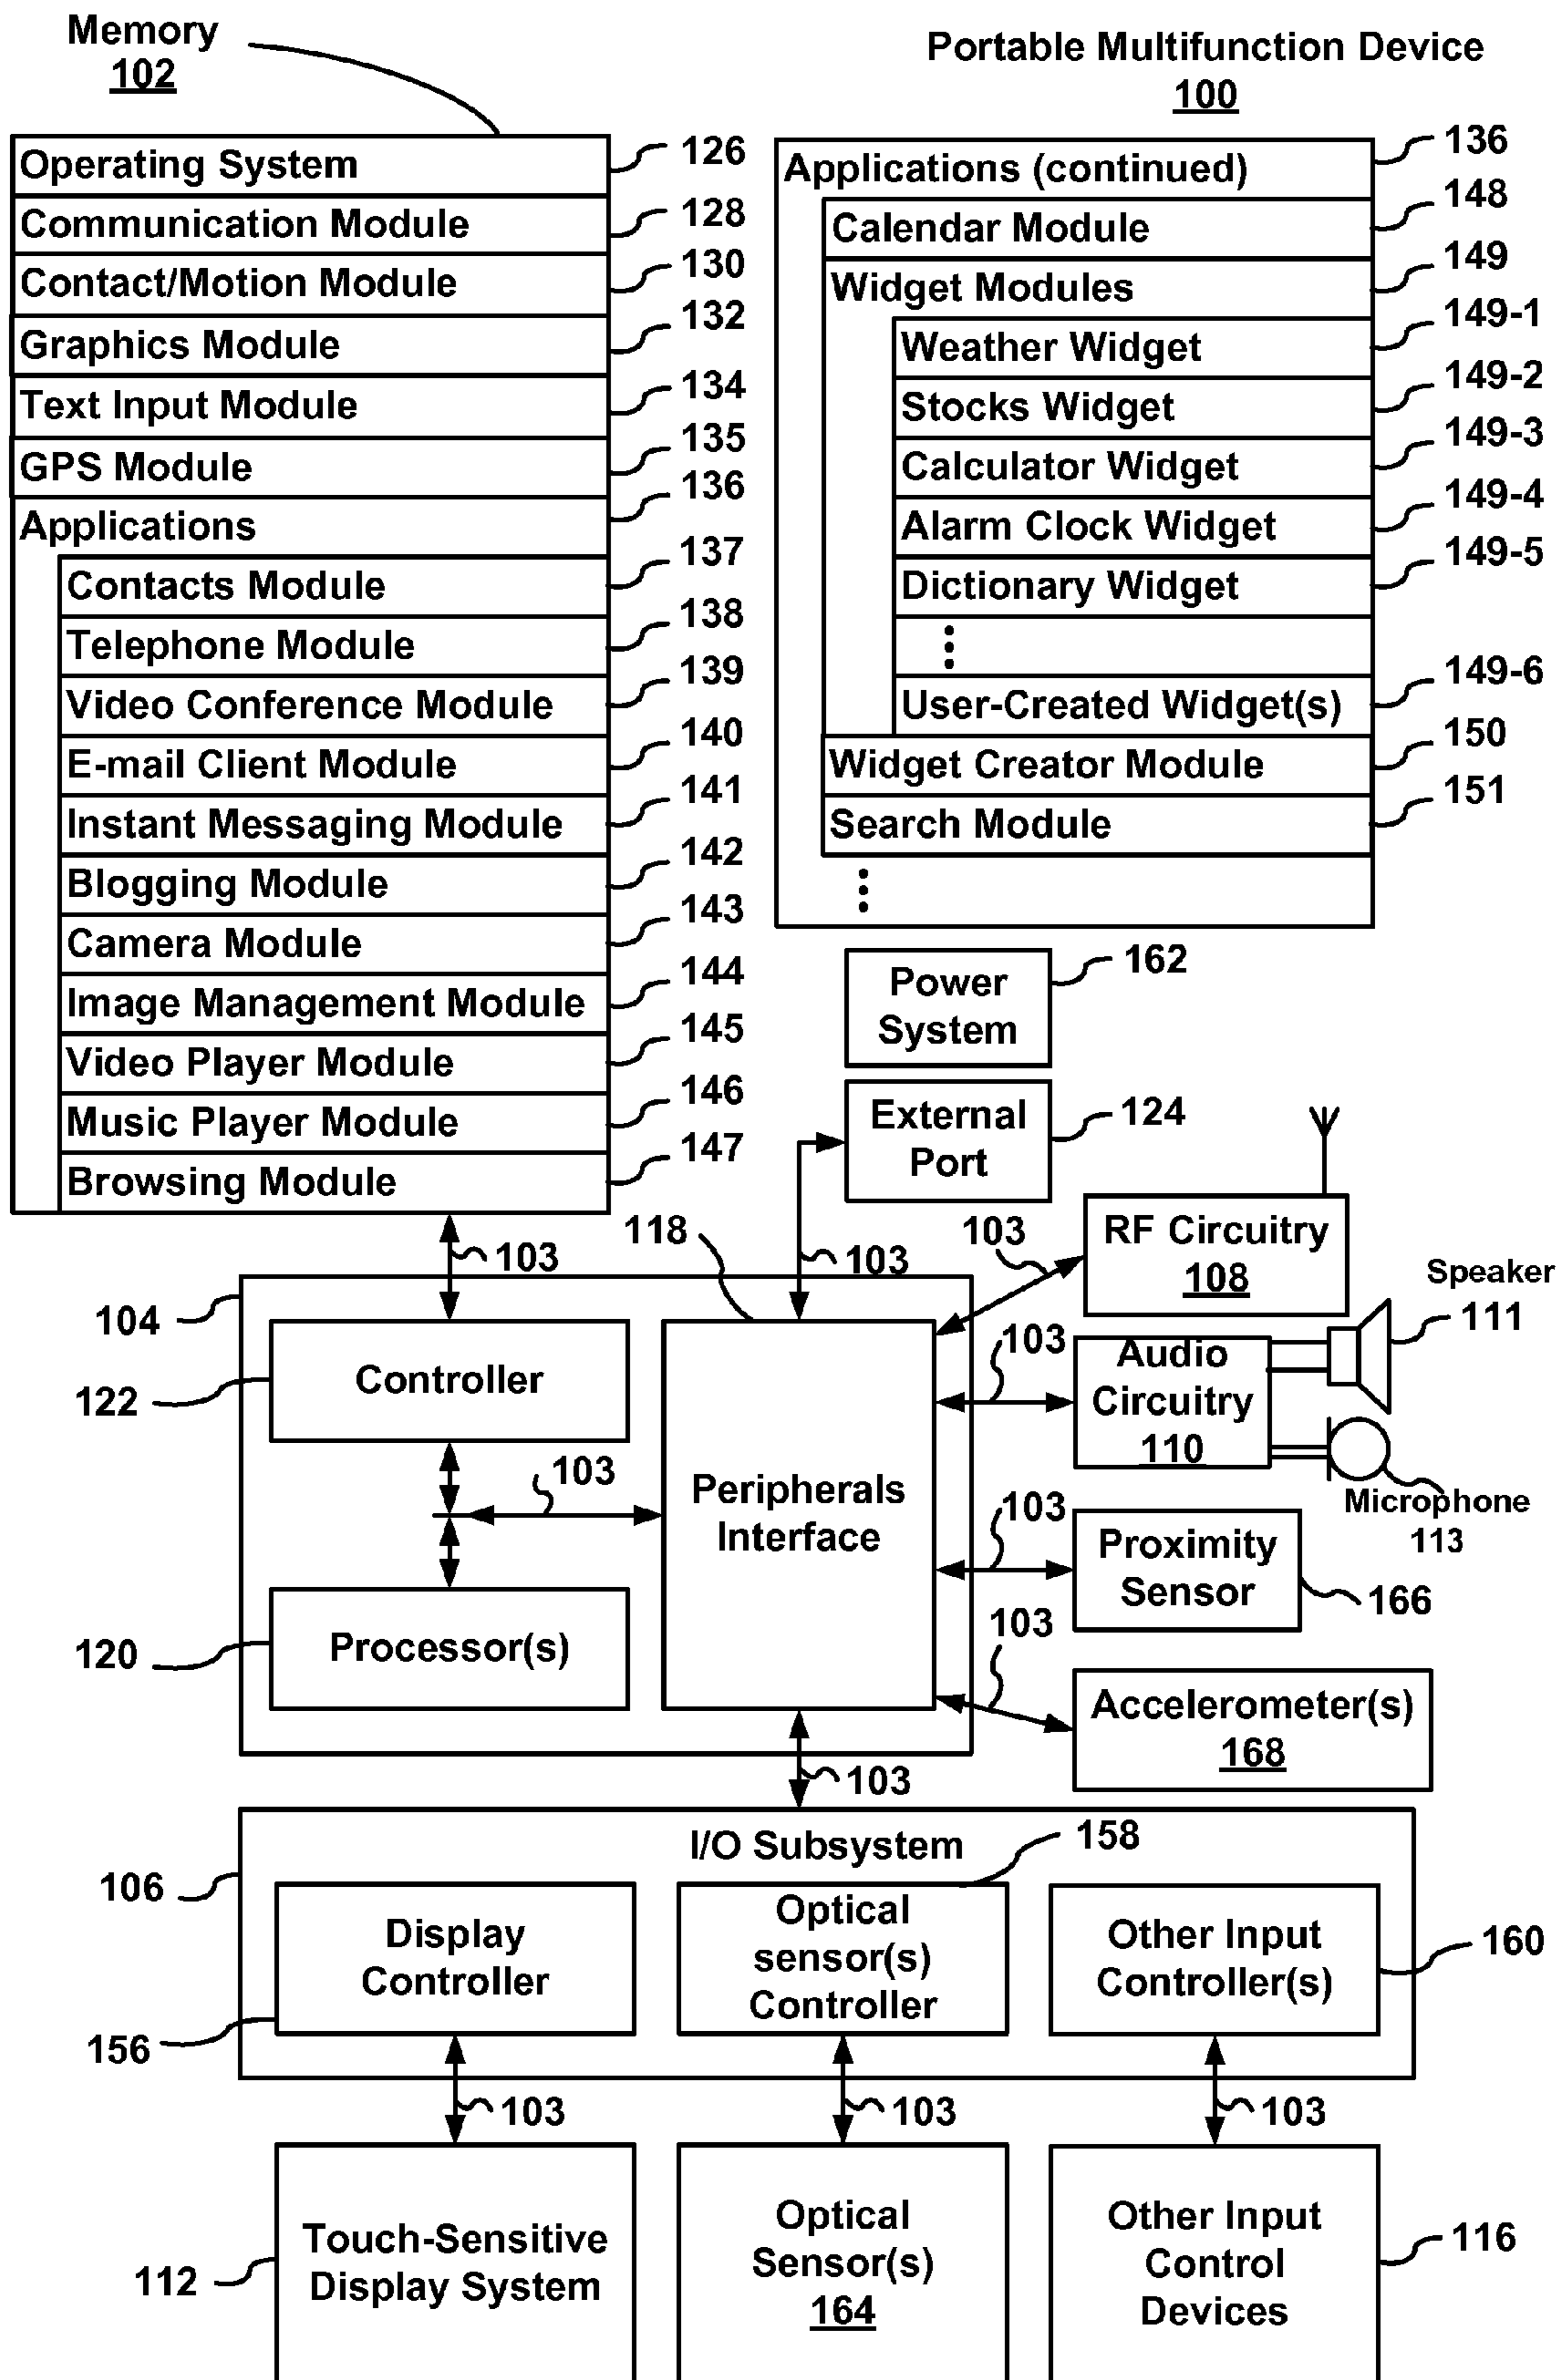 Memory
102
Portable Multifunction Device
100
Operating System
126
Communication Module
128
Contact/Motion Module
130
Graphics Module
132
Text Input Module
134
GPS Module
135
Applications
136
Contacts Module
137
Telephone Module
138
Video Conference Module
139
E-mail Client Module
140
Instant Messaging Module
141
Blogging Module
142
Camera Module
143
Image Management Module
144
Video Player Module
145
Music Player Module
146
Browsing Module
147
Applications (continued)
136
Calendar Module
148
Widget Modules
149
Weather Widget
149-1
Stocks Widget
149-2
Calculator Widget
149-3
Alarm Clock Widget
149-4
Dictionary Widget
149-5
User-Created Widget(s)
149-6
Widget Creator Module
150
Search Module
151
Power
System
162
External
Port
124
103
118
103
103
RF Circuitry
108
Speaker
111
104
Controller
122
103
Audio
Circuitry
110
Microphone
113
103
Peripherals
Interface
103
Proximity
Sensor
166
Processor(s)
120
103
Accelerometer(s)
168
103
I/O Subsystem
158
106
Display
Controller
156
Optical
sensor(s)
Controller
Other Input
Controller(s)
160
103
103
103
Touch-Sensitive
Display System
112
Optical
Sensor(s)
164
Other Input
Control
Devices
116